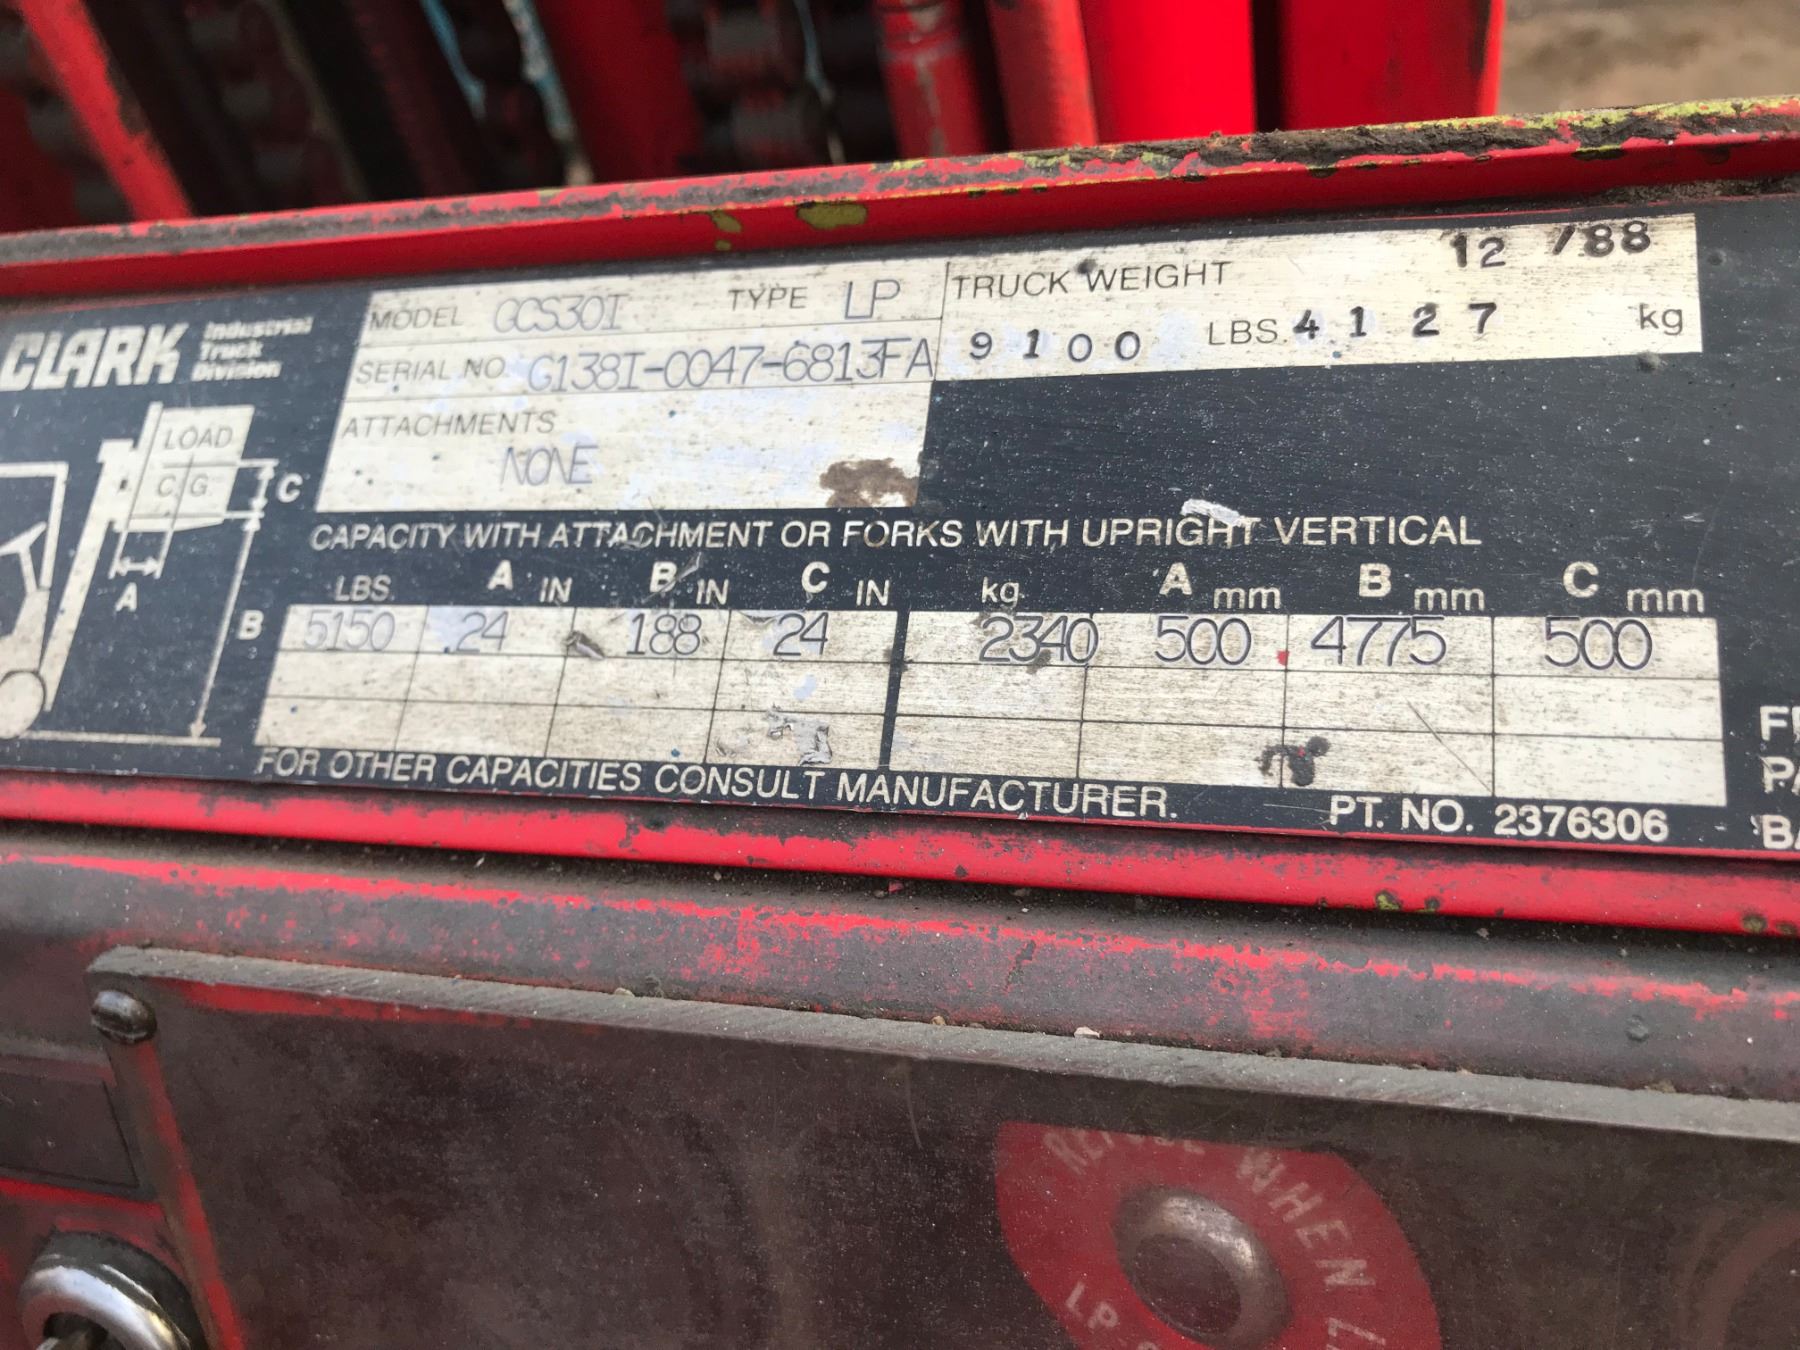 CLARK Industrial
Truck
Division
MODEL GCS30I TYPE LP
SERIAL NO. G138I-0047-6813FA
ATTACHMENTS
NONE
TRUCK WEIGHT 12 /88
9100 LBS. 4127 kg
LOAD
C.G.
C
A
B
CAPACITY WITH ATTACHMENT OR FORKS WITH UPRIGHT VERTICAL
LBS. A IN B IN C IN kg. A mm B mm C mm
5150 24 188 24 2340 500 4775 500
FOR OTHER CAPACITIES CONSULT MANUFACTURER.
PT. NO. 2376306
WHEN